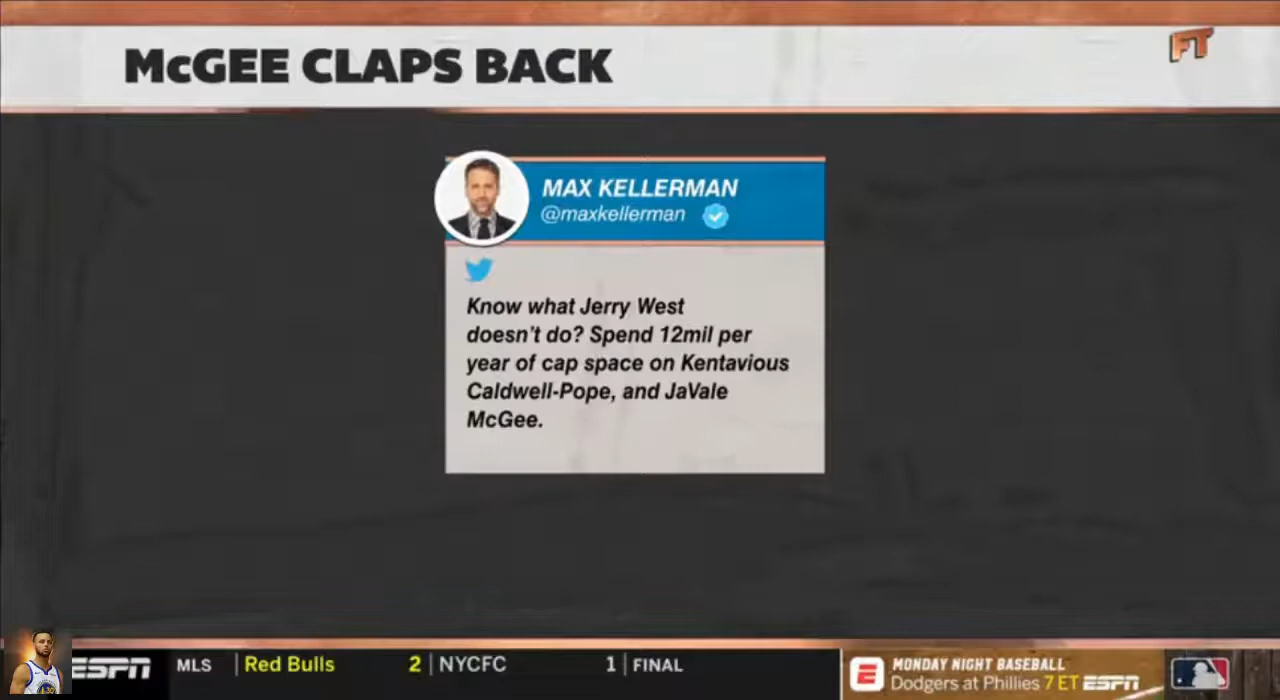 McGEE CLAPS BACK
FT
MAX KELLERMAN
@maxkellerman
Know what Jerry West
doesn't do? Spend 12mil per
year of cap space on Kentavious
Caldwell-Pope, and JaVale
McGee.
ESPN MLS Red Bulls 2 NYCFC 1 FINAL
MONDAY NIGHT BASEBALL
Dodgers at Phillies 7 ET ESPN
30